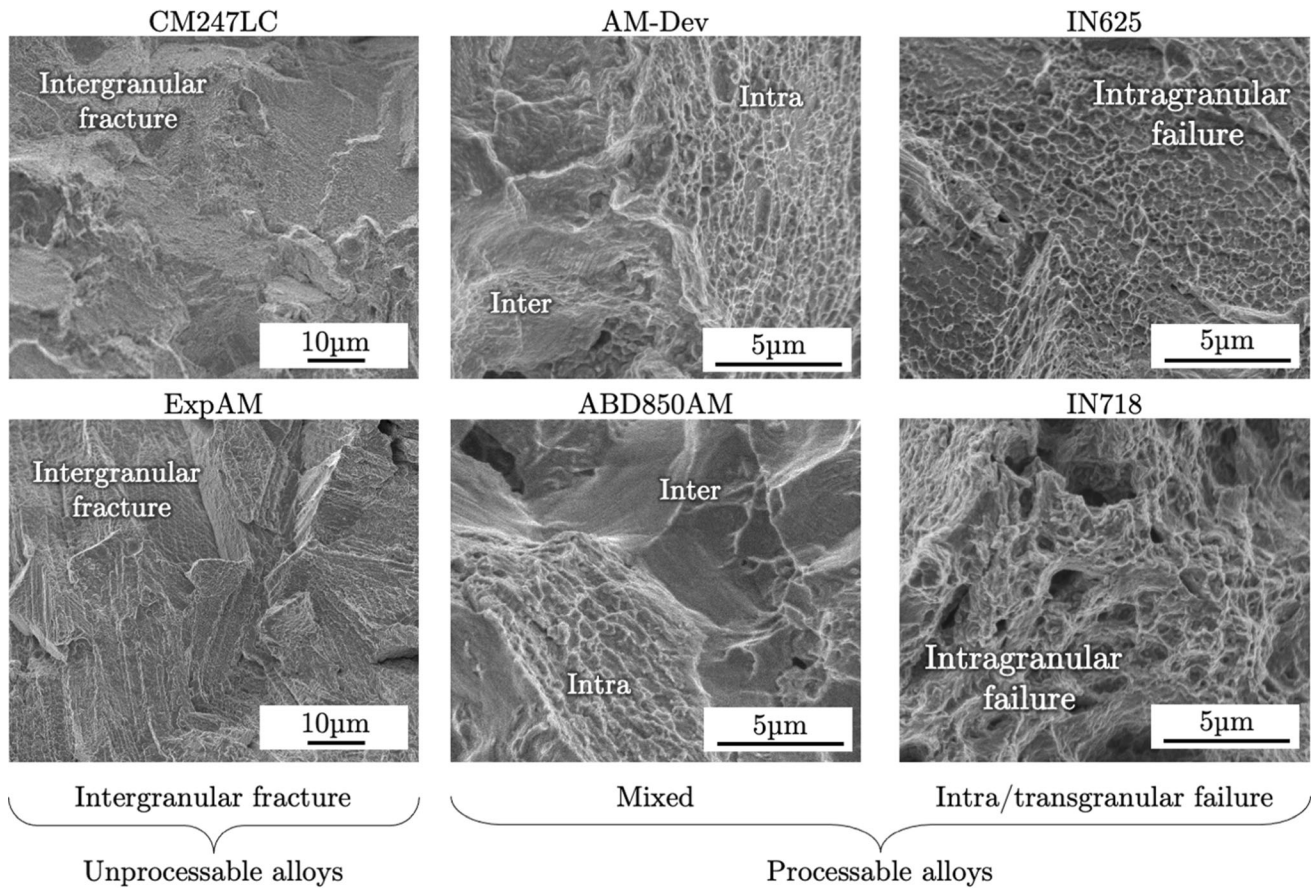 CM247LC
AM-Dev
IN625
Intergranular
fracture
Intra
Inter
Intragranular
failure
10µm
5µm
5µm
ExpAM
ABD850AM
IN718
Intergranular
fracture
Inter
Intra
Intragranular
failure
10µm
5µm
5µm
Intergranular fracture
Mixed
Intra/transgranular failure
Unprocessable alloys
Processable alloys